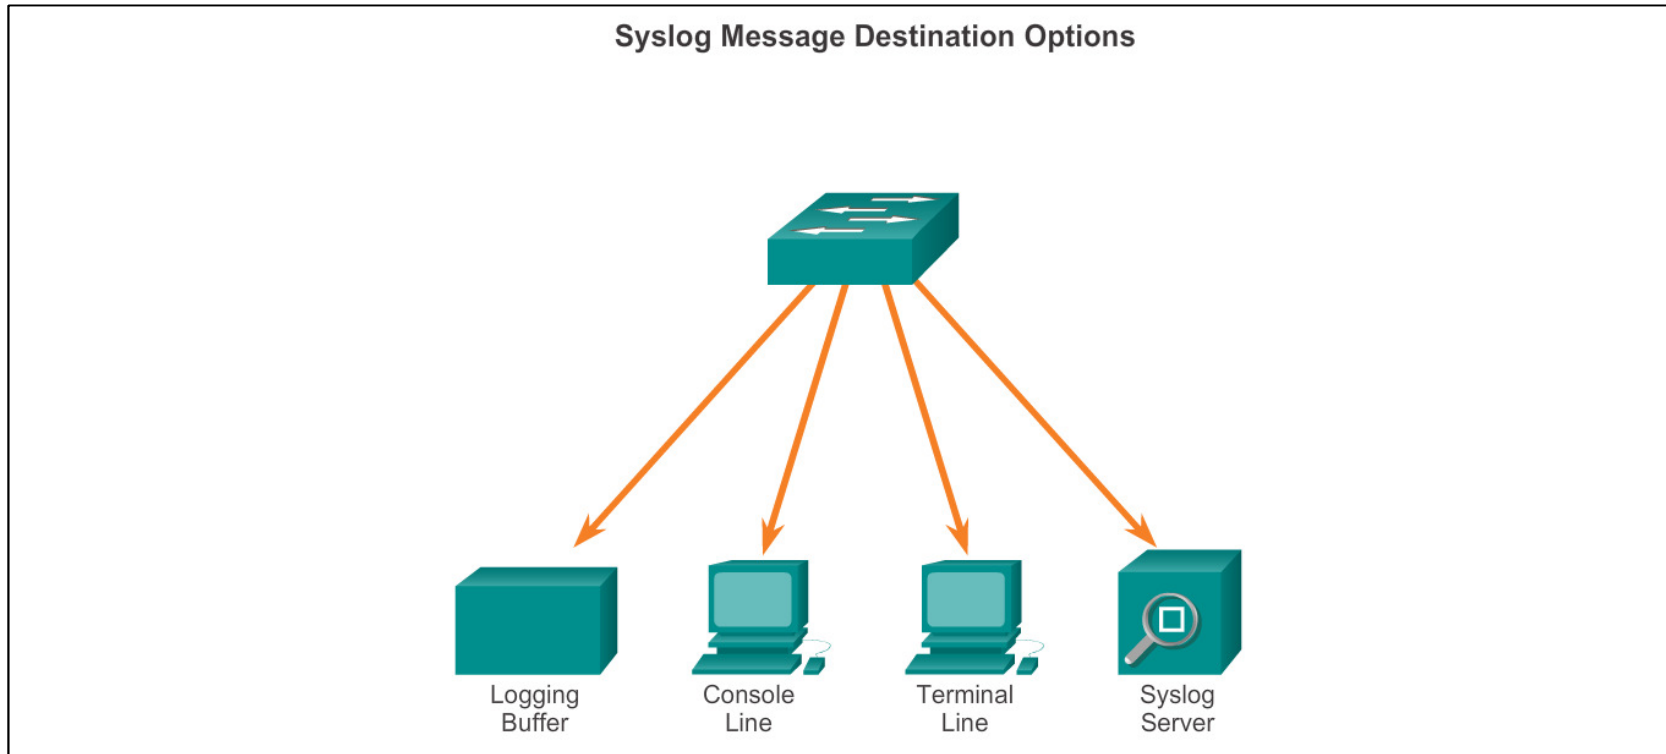 Syslog Message Destination Options
Logging
Buffer
Console
Line
Terminal
Line
Syslog
Server